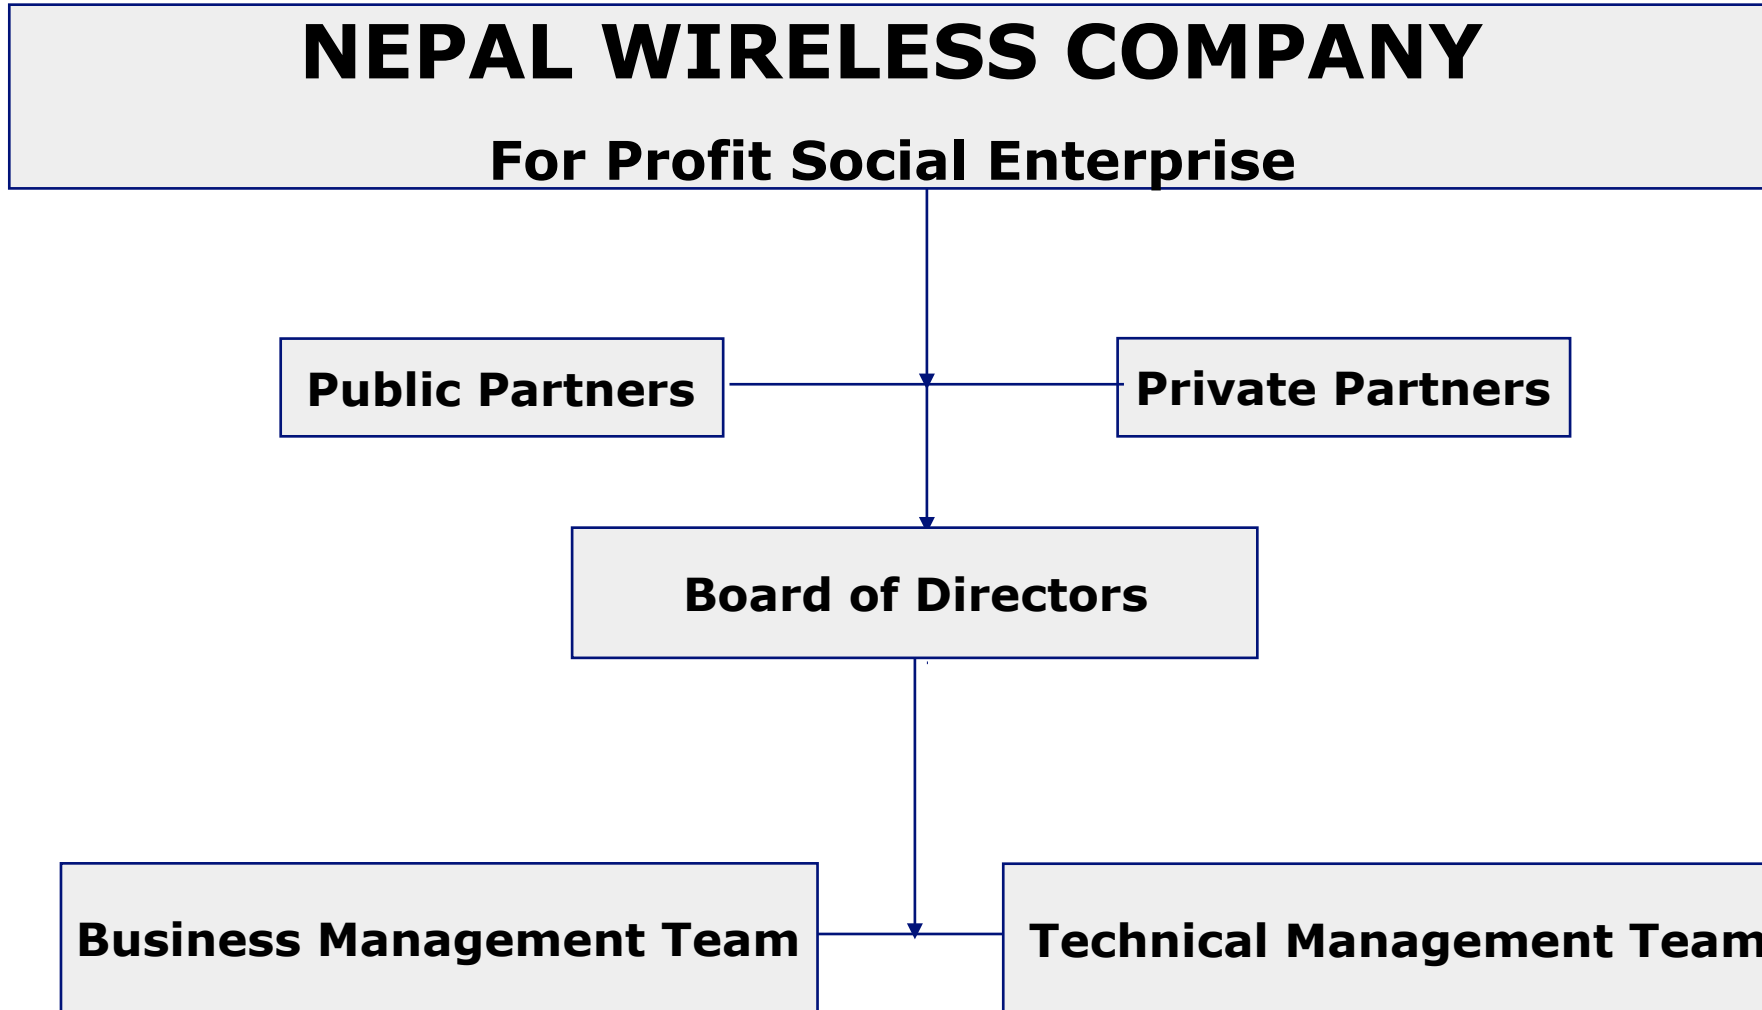 NEPAL WIRELESS COMPANY
For Profit Social Enterprise
Public Partners
Private Partners
Board of Directors
Business Management Team
Technical Management Team